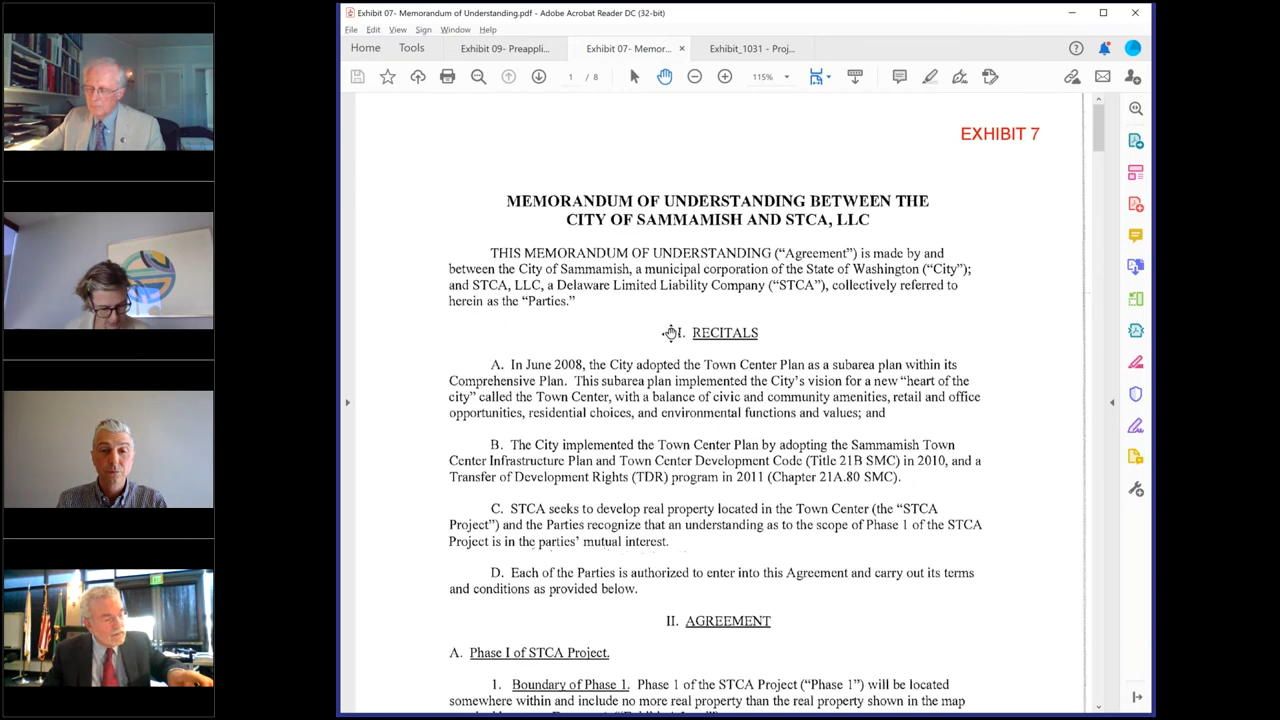 Exhibit 07- Memorandum of Understanding.pdf - Adobe Acrobat Reader DC (32-bit)
File Edit View Sign Window Help
Home Tools Exhibit 09- Preappli... Exhibit 07- Memor... × Exhibit_1031 - Proj...
1 / 8 115%
EXHIBIT 7
MEMORANDUM OF UNDERSTANDING BETWEEN THE
CITY OF SAMMAMISH AND STCA, LLC
THIS MEMORANDUM OF UNDERSTANDING (“Agreement”) is made by and
between the City of Sammamish, a municipal corporation of the State of Washington (“City”);
and STCA, LLC, a Delaware Limited Liability Company (“STCA”), collectively referred to
herein as the “Parties.”
I. RECITALS
A. In June 2008, the City adopted the Town Center Plan as a subarea plan within its
Comprehensive Plan. This subarea plan implemented the City’s vision for a new “heart of the
city” called the Town Center, with a balance of civic and community amenities, retail and office
opportunities, residential choices, and environmental functions and values; and
B. The City implemented the Town Center Plan by adopting the Sammamish Town
Center Infrastructure Plan and Town Center Development Code (Title 21B SMC) in 2010, and a
Transfer of Development Rights (TDR) program in 2011 (Chapter 21A.80 SMC).
C. STCA seeks to develop real property located in the Town Center (the “STCA
Project”) and the Parties recognize that an understanding as to the scope of Phase 1 of the STCA
Project is in the parties’ mutual interest.
D. Each of the Parties is authorized to enter into this Agreement and carry out its terms
and conditions as provided below.
II. AGREEMENT
A. Phase I of STCA Project.
1. Boundary of Phase 1. Phase 1 of the STCA Project (“Phase 1”) will be located
somewhere within and include no more real property than the real property shown in the map